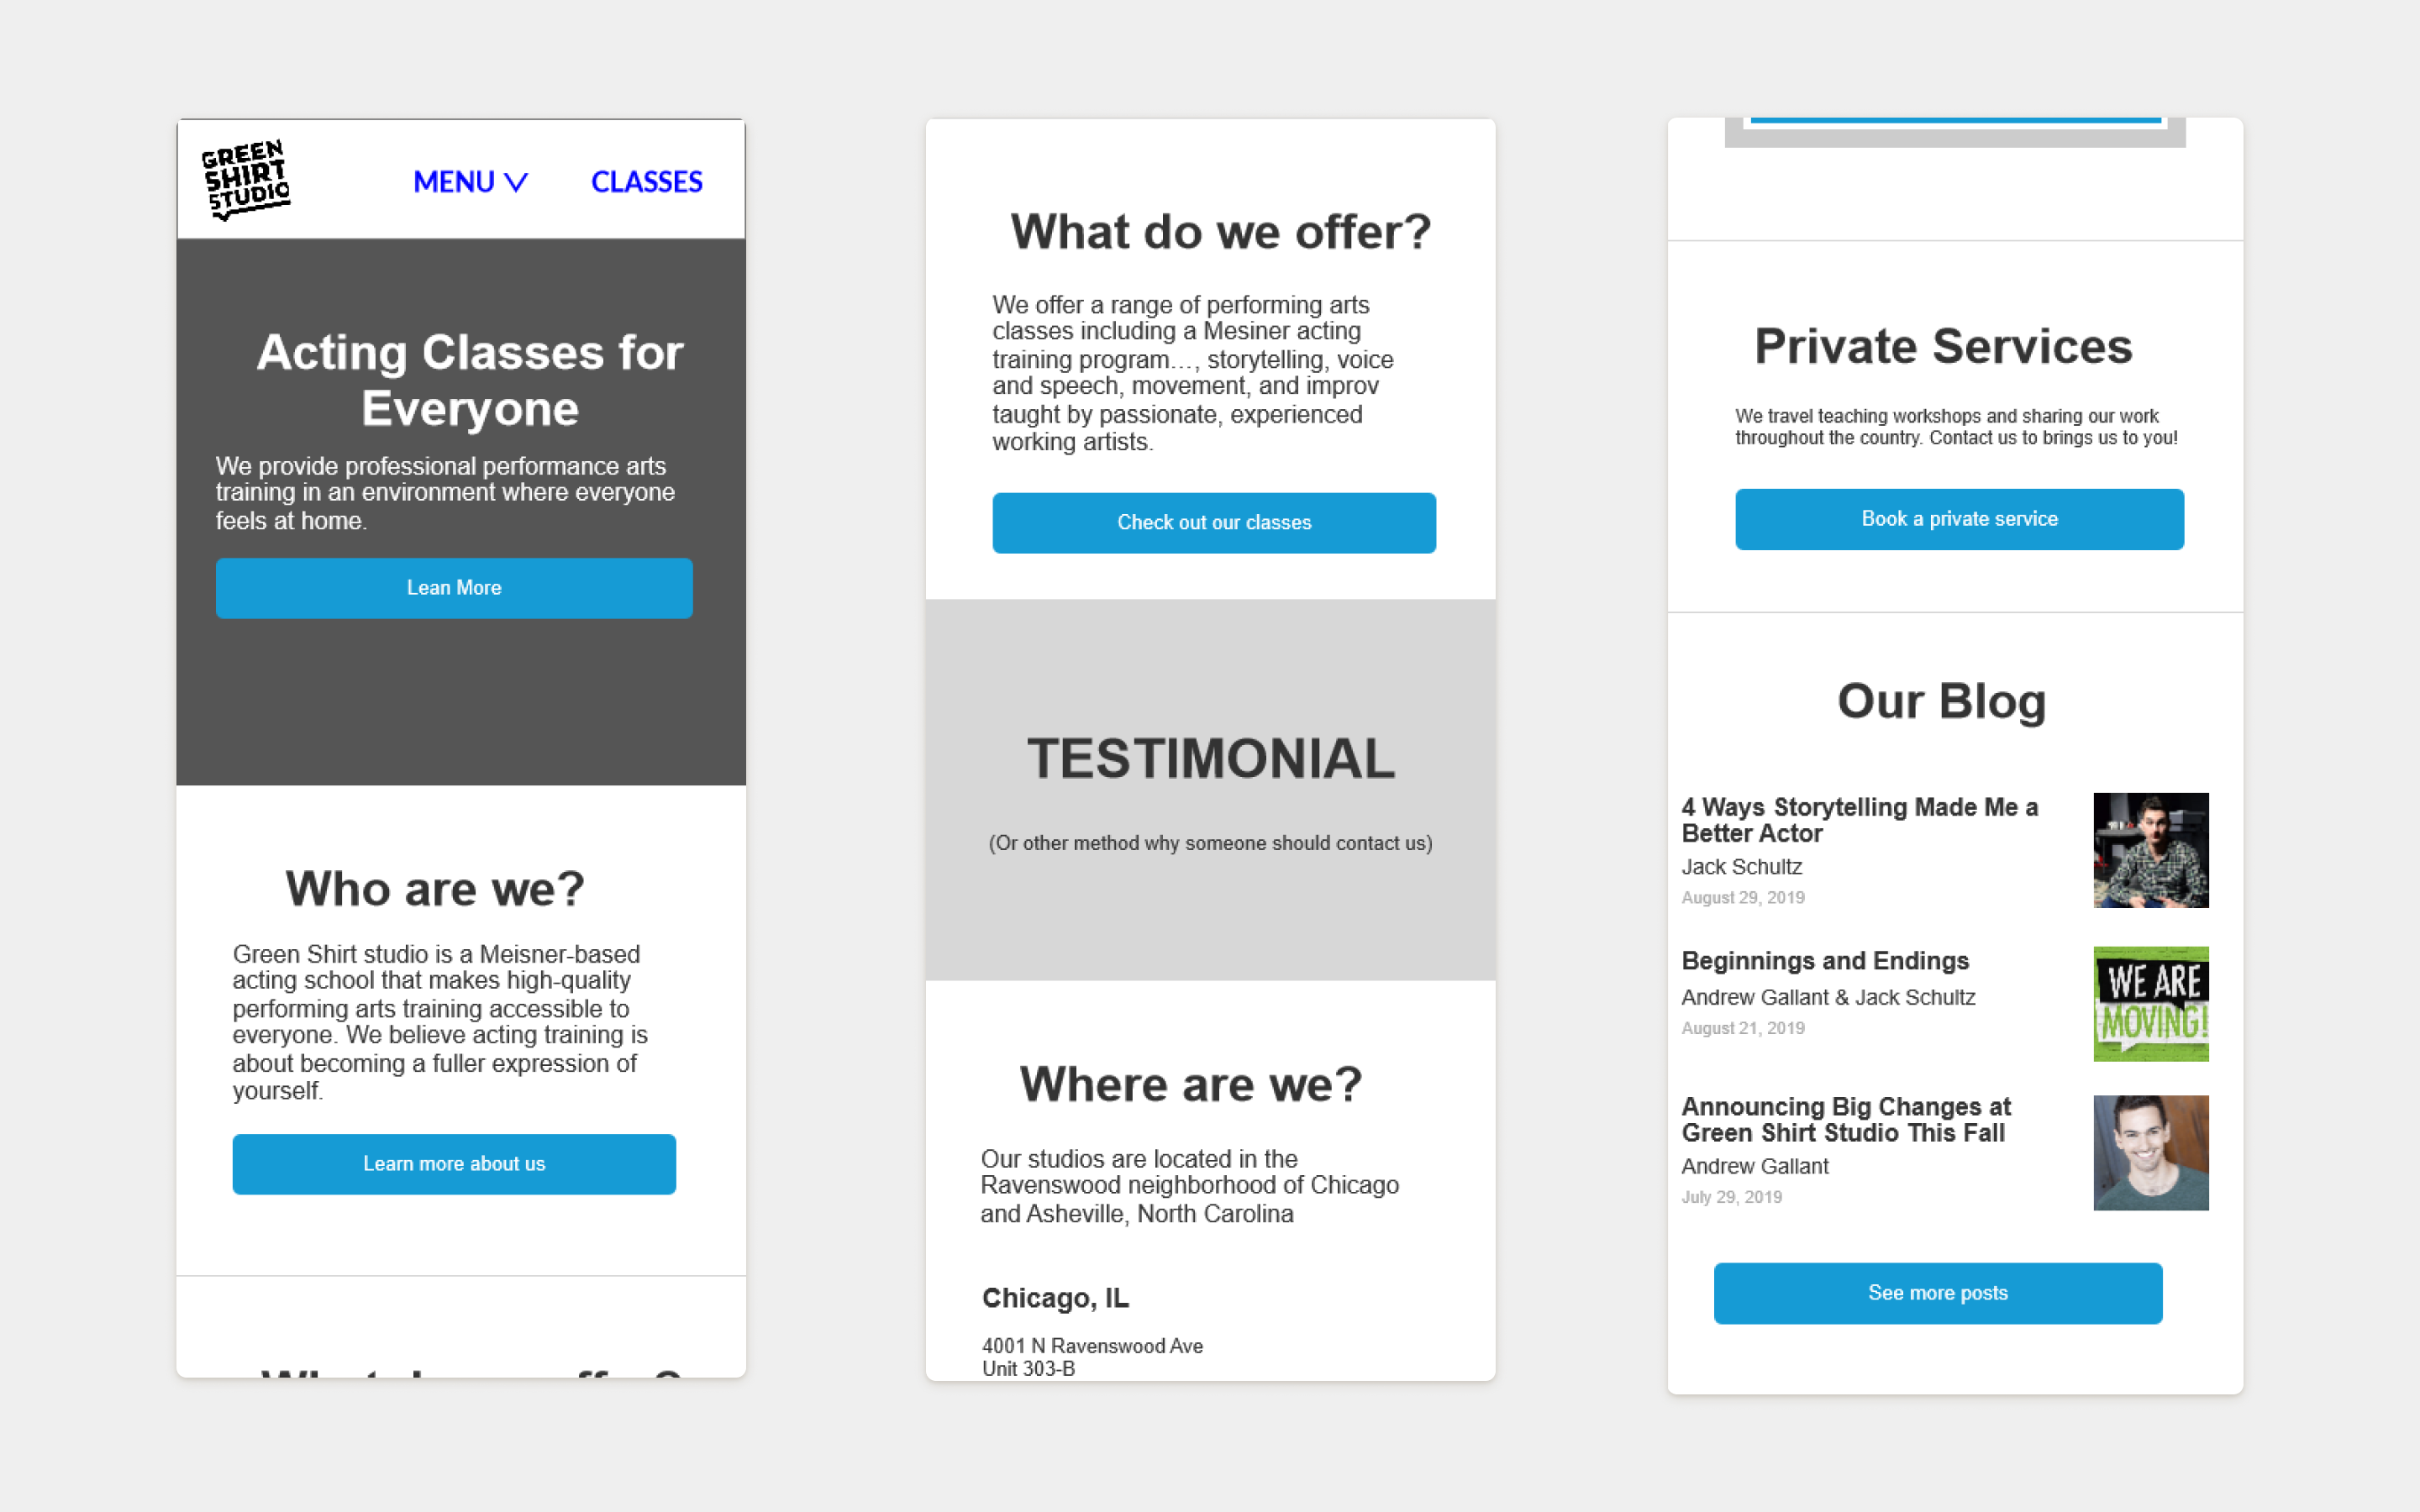 GREEN
SHIRT
STUDIO
MENU
CLASSES
Acting Classes for
Everyone
We provide professional performance arts
training in an environment where everyone
feels at home.
Lean More
Who are we?
Green Shirt studio is a Meisner-based
acting school that makes high-quality
performing arts training accessible to
everyone. We believe acting training is
about becoming a fuller expression of
yourself.
Learn more about us
What do we offer?
What do we offer?
We offer a range of performing arts
classes including a Mesiner acting
training program…, storytelling, voice
and speech, movement, and improv
taught by passionate, experienced
working artists.
Check out our classes
TESTIMONIAL
(Or other method why someone should contact us)
Where are we?
Our studios are located in the
Ravenswood neighborhood of Chicago
and Asheville, North Carolina
Chicago, IL
4001 N Ravenswood Ave
Unit 303-B
Private Services
We travel teaching workshops and sharing our work
throughout the country. Contact us to brings us to you!
Book a private service
Our Blog
4 Ways Storytelling Made Me a
Better Actor
Jack Schultz
August 29, 2019
Beginnings and Endings
Andrew Gallant & Jack Schultz
August 21, 2019
WE ARE
MOVING!
Announcing Big Changes at
Green Shirt Studio This Fall
Andrew Gallant
July 29, 2019
See more posts